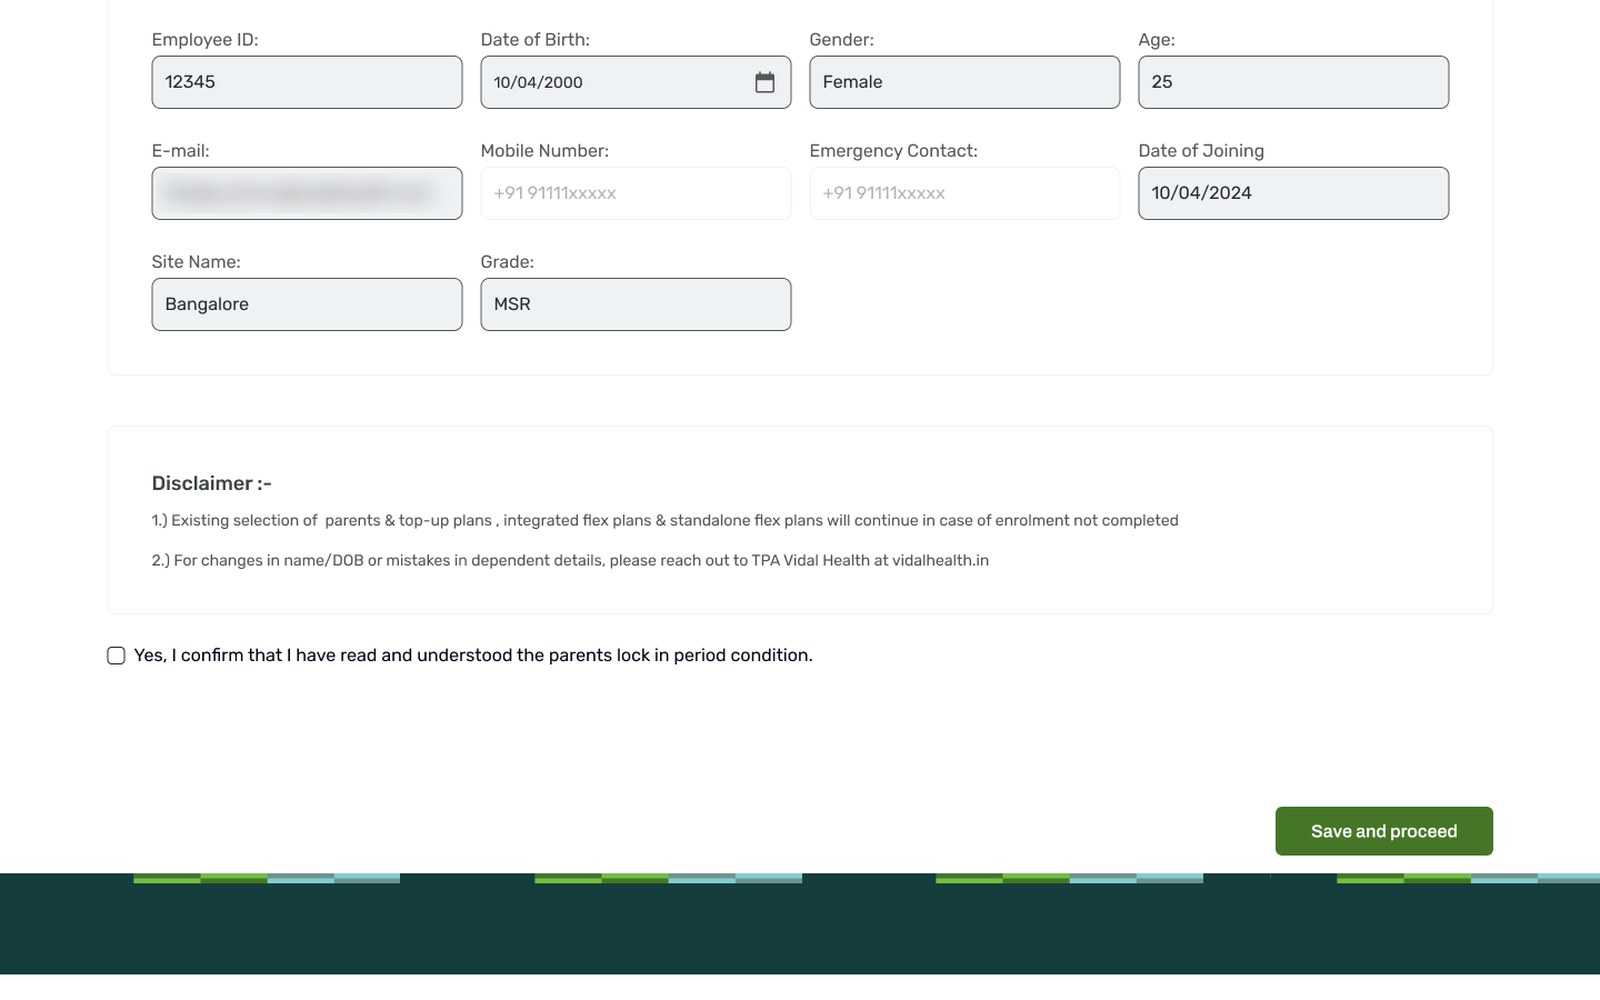 Employee ID: Date of Birth: Gender: Age:
12345 10/04/2000 Female 25
E-mail: Mobile Number: Emergency Contact: Date of Joining
+91 91111xxxxx +91 91111xxxxx 10/04/2024
Site Name: Grade:
Bangalore MSR
Disclaimer :-
1.) Existing selection of  parents & top-up plans , integrated flex plans & standalone flex plans will continue in case of enrolment not completed
2.) For changes in name/DOB or mistakes in dependent details, please reach out to TPA Vidal Health at vidalhealth.in
Yes, I confirm that I have read and understood the parents lock in period condition.
Save and proceed